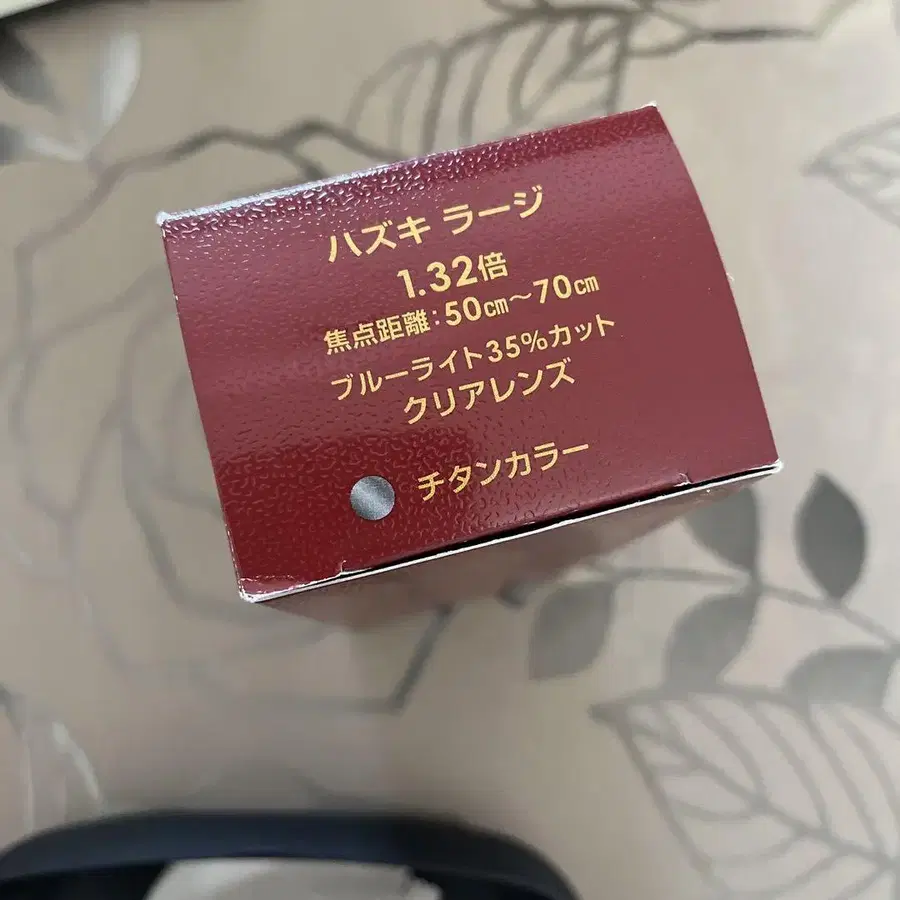 ハズキ ラージ
1.32倍
焦点距離:50㎝～70㎝
ブルーライト35%カット
クリアレンズ
チタンカラー